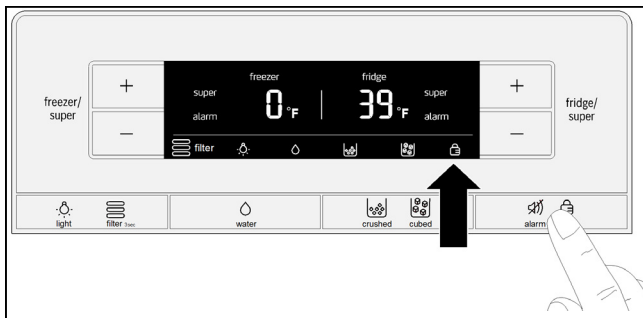 freezer/
super
+
−
freezer fridge
super 0 °F | 39 °F super
alarm alarm
filter
+
−
fridge/
super
light filter 3sec
water
crushed cubed
alarm